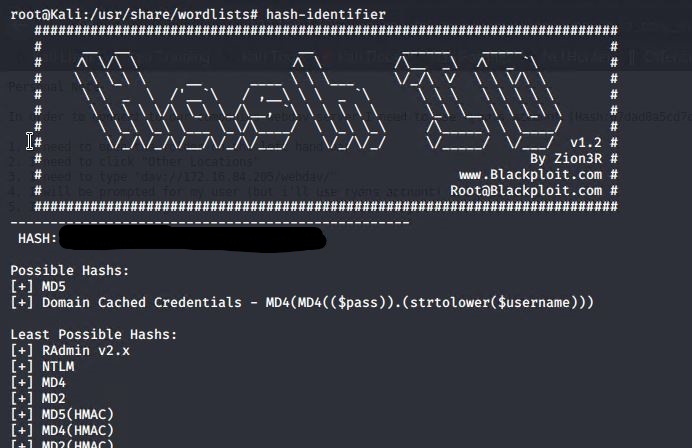 root@Kali:/usr/share/wordlists# hash-identifier
#########################################################################
v1.2 #
By Zion3R #
www.Blackploit.com #
Root@Blackploit.com #
#########################################################################
--------------------------------------------------
HASH:
Possible Hashs:
[+] MD5
[+] Domain Cached Credentials - MD4(MD4(($pass)).(strtolower($username)))
Least Possible Hashs:
[+] RAdmin v2.x
[+] NTLM
[+] MD4
[+] MD2
[+] MD5(HMAC)
[+] MD4(HMAC)
[+] MD2(HMAC)